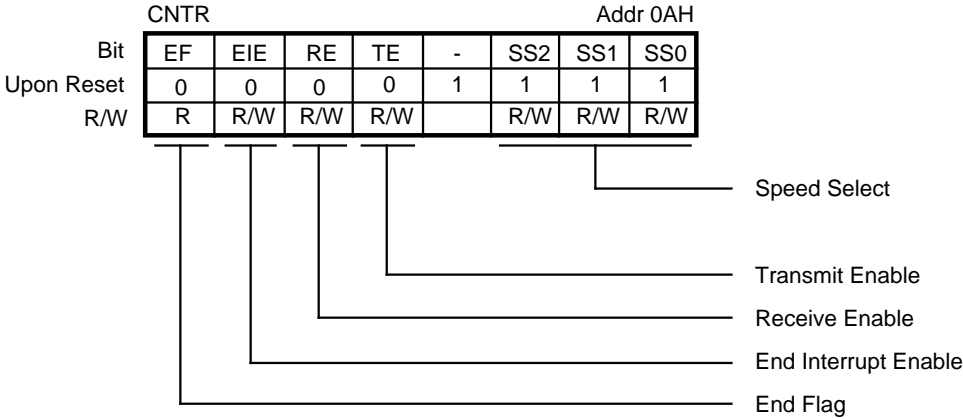 CNTR Addr 0AH
Bit EF EIE RE TE - SS2 SS1 SS0
Upon Reset 0 0 0 0 1 1 1 1
R/W R R/W R/W R/W R/W R/W R/W
Speed Select
Transmit Enable
Receive Enable
End Interrupt Enable
End Flag